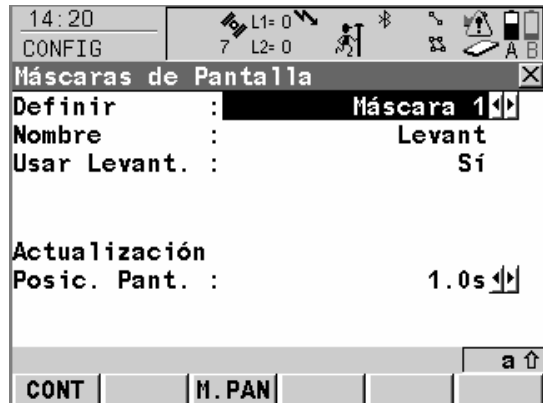 14:20
CONFIG
L1= 0
7 L2= 0
A B
Máscaras de Pantalla
Definir : Máscara 1
Nombre : Levant
Usar Levant. : Sí
Actualización
Posic. Pant. : 1.0s
a
CONT M.PAN